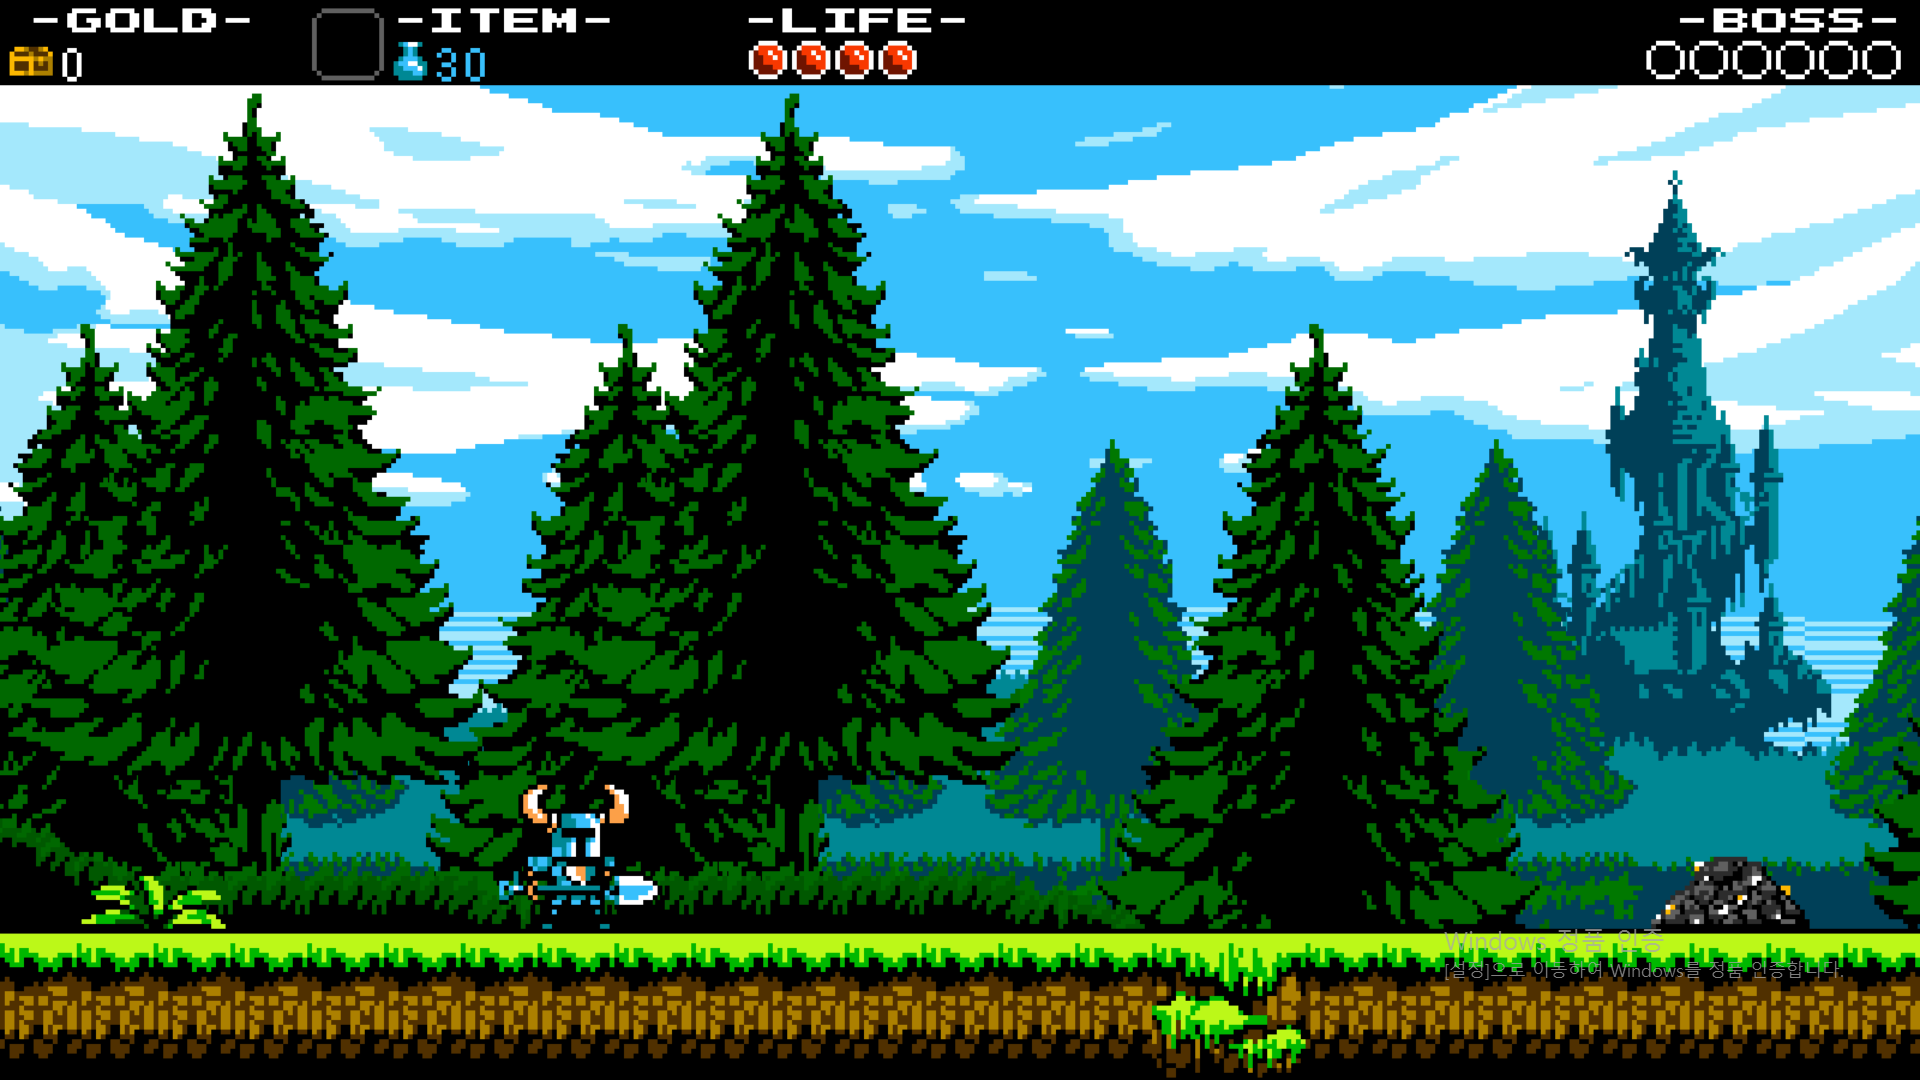 -GOLD-
0
-ITEM-
30
-LIFE-
-BOSS-
Windows 정품 인증
[설정]으로 이동하여 Windows를 정품 인증합니다.